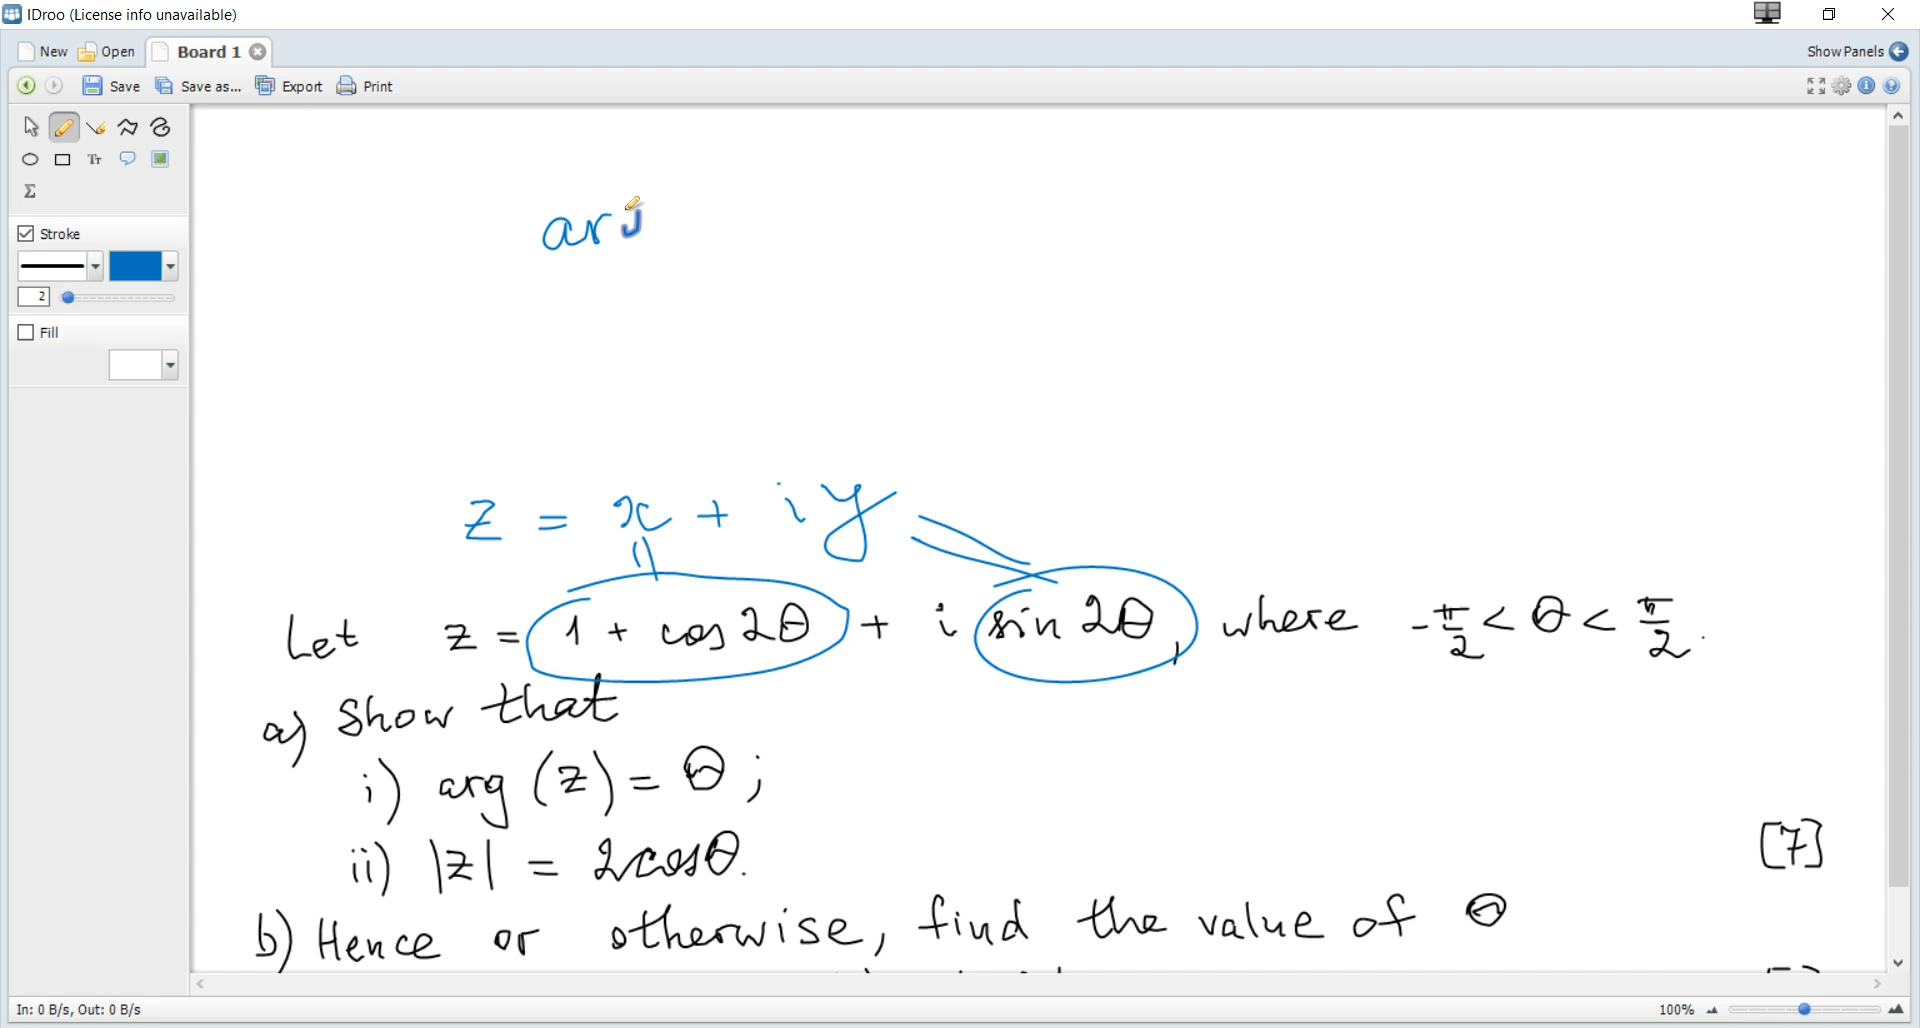 IDroo (License info unavailable)
New Open Board 1 Show Panels
Save Save as... Export Print
Tt
Σ
Stroke
2
Fill
ar
z = x + iy
Let z = 1 + cos 2θ + i sin 2θ, where -π/2 < θ < π/2.
a) Show that
i) arg (z) = θ;
ii) |z| = 2cosθ.
[7]
b) Hence or otherwise, find the value of θ
In: 0 B/s, Out: 0 B/s 100%